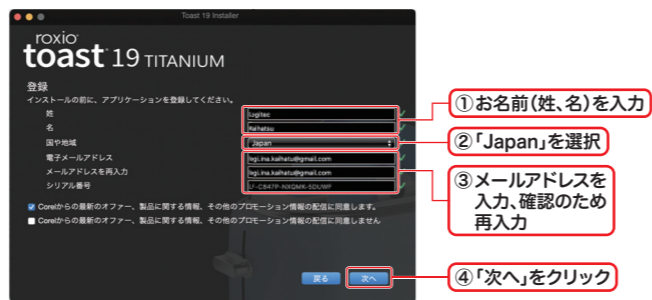 Toast 19 Installer
roxio
toast 19 TITANIUM
登録
インストールの前に、アプリケーションを登録してください。
姓 Logitec
名 Kaihatsu
国や地域 Japan
電子メールアドレス lsgi.ina.kaihatu@gmail.com
メールアドレスを再入力 lsgi.ina.kaihatu@gmail.com
シリアル番号
Corelからの最新のオファー、製品に関する情報、その他のプロモーション情報の配信に同意します。
Corelからの最新のオファー、製品に関する情報、その他のプロモーション情報の配信に同意しません
戻る 次へ
①お名前(姓、名)を入力
②「Japan」を選択
③メールアドレスを
入力、確認のため
再入力
④「次へ」をクリック